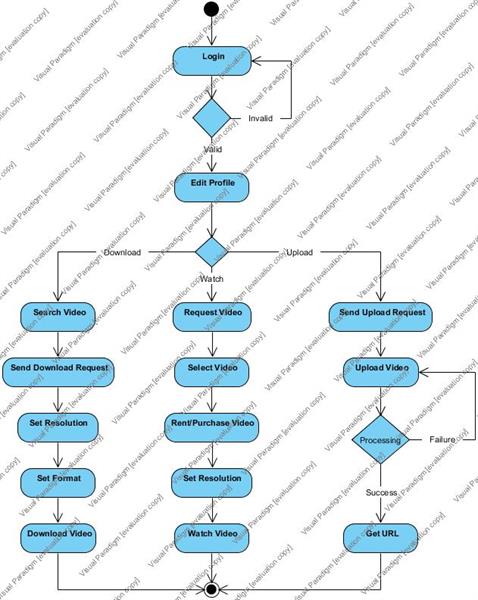 Login
Invalid
Valid
Edit Profile
Download
Upload
Watch
Search Video
Request Video
Send Upload Request
Send Download Request
Select Video
Upload Video
Set Resolution
Rent/Purchase Video
Processing
Failure
Set Format
Set Resolution
Success
Download Video
Watch Video
Get URL
Visual Paradigm [evaluation copy]